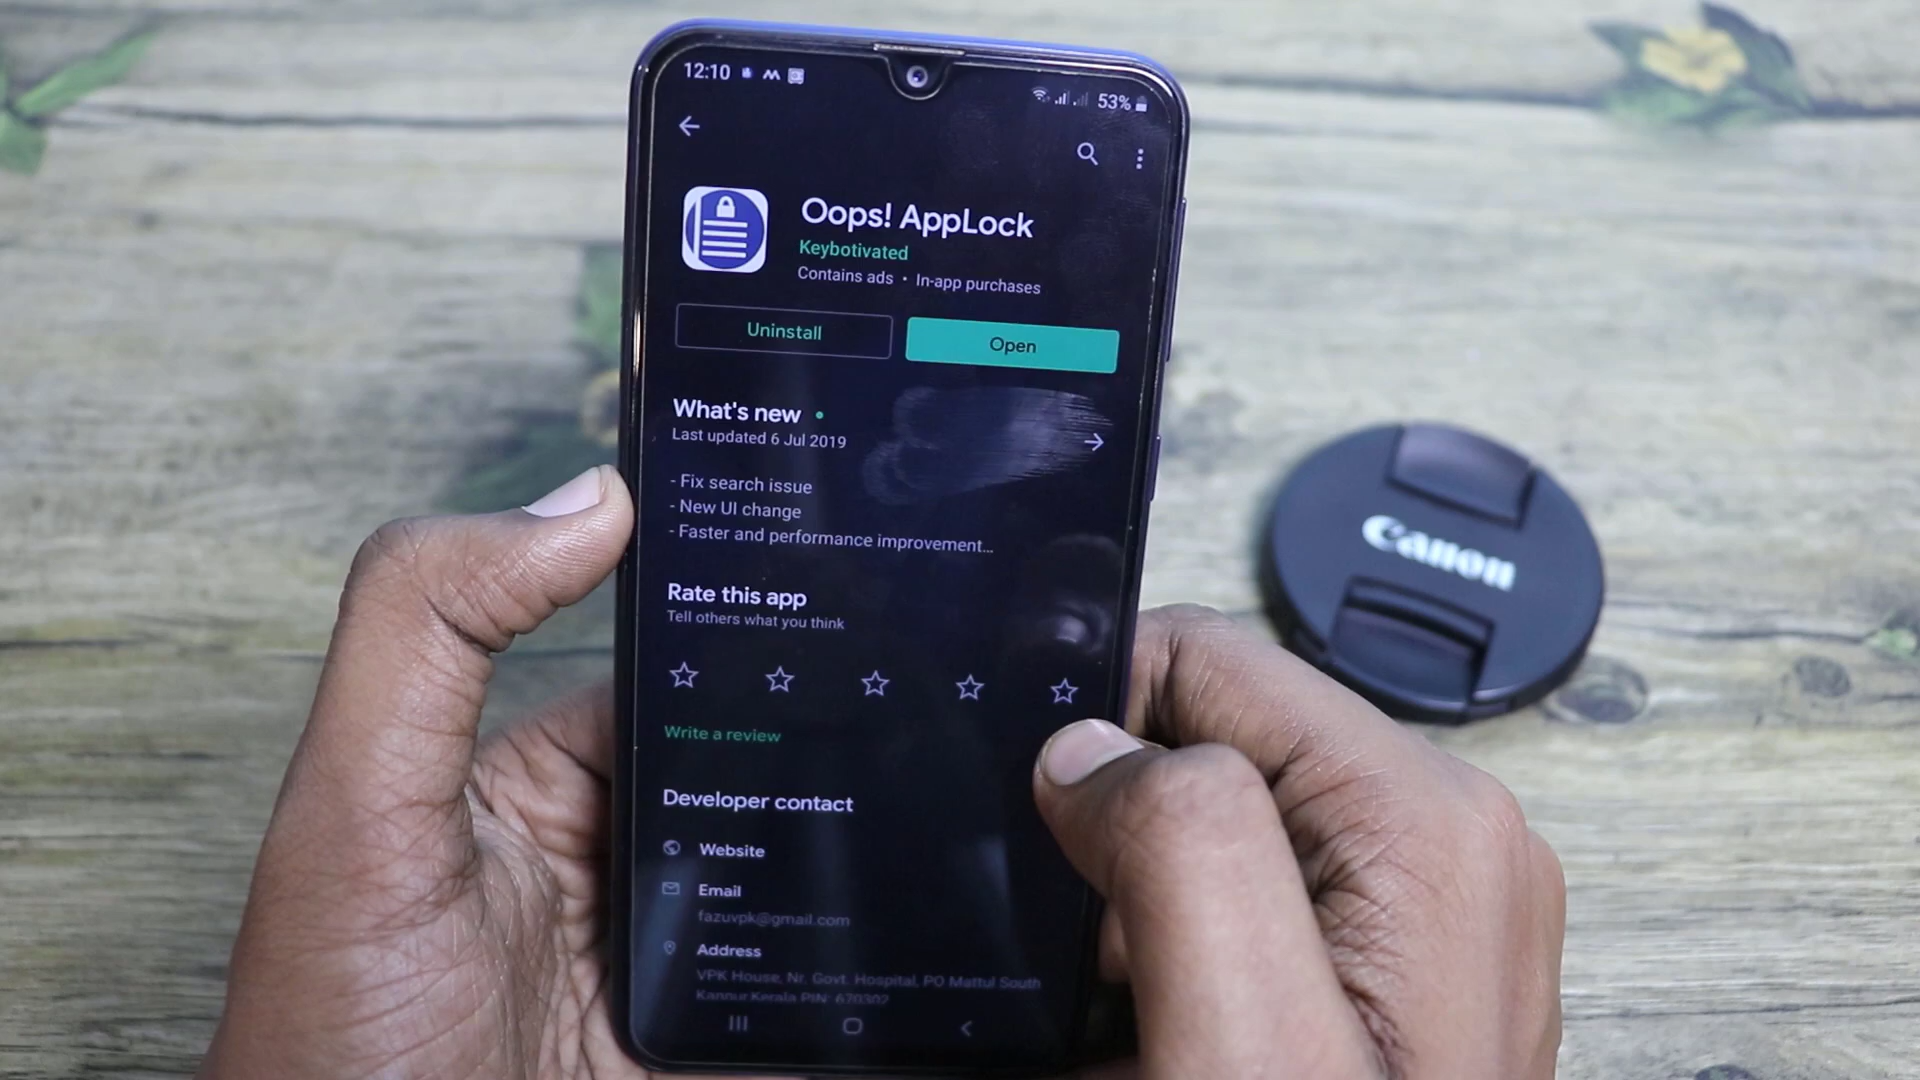 12:10
53%
Oops! AppLock
Keybotivated
Contains ads • In-app purchases
Uninstall
Open
What's new
Last updated 6 Jul 2019
- Fix search issue
- New UI change
- Faster and performance improvement...
Rate this app
Tell others what you think
Write a review
Developer contact
Website
Email
fazuvpk@gmail.com
Address
VPK House, Nr. Govt. Hospital, PO Mattul South
Kannur Kerala PIN: 670302
Canon